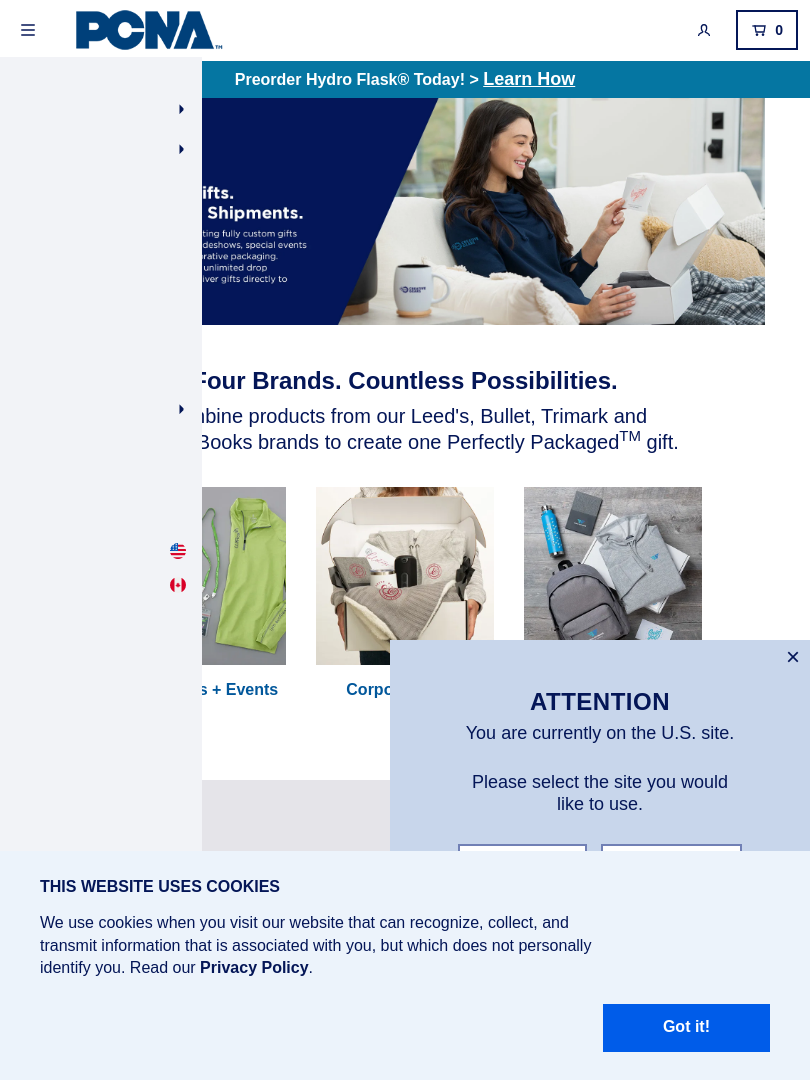 PCNA™
0
Preorder Hydro Flask® Today! > Learn How
ifts.
Shipments.
ting fully custom gifts
deshows, special events
orative packaging.
unlimited drop
iver gifts directly to
Four Brands. Countless Possibilities.
nbine products from our Leed's, Bullet, Trimark and
Books brands to create one Perfectly Packaged™ gift.
s + Events
Corpo
×
ATTENTION
You are currently on the U.S. site.
Please select the site you would
like to use.
THIS WEBSITE USES COOKIES
We use cookies when you visit our website that can recognize, collect, and
transmit information that is associated with you, but which does not personally
identify you. Read our Privacy Policy.
Got it!